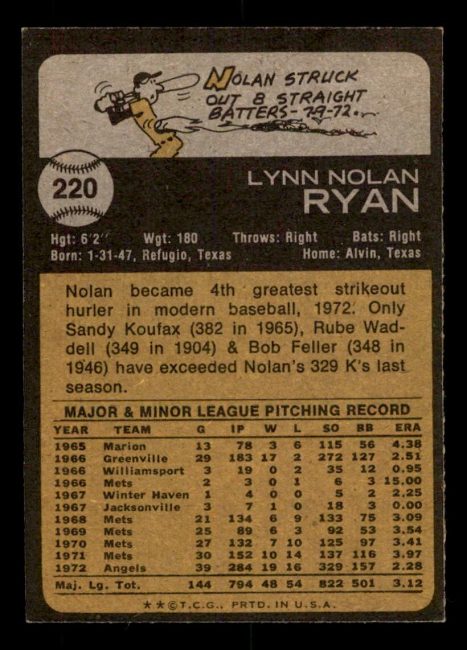 NOLAN STRUCK
OUT 8 STRAIGHT
BATTERS-7-9-72...
220
LYNN NOLAN
RYAN
Hgt: 6'2" Wgt: 180 Throws: Right Bats: Right
Born: 1-31-47, Refugio, Texas Home: Alvin, Texas
Nolan became 4th greatest strikeout
hurler in modern baseball, 1972. Only
Sandy Koufax (382 in 1965), Rube Wad-
dell (349 in 1904) & Bob Feller (348 in
1946) have exceeded Nolan's 329 K's last
season.
MAJOR & MINOR LEAGUE PITCHING RECORD
YEAR TEAM G IP W L SO BB ERA
1965 Marion 13 78 3 6 115 56 4.38
1966 Greenville 29 183 17 2 272 127 2.51
1966 Williamsport 3 19 0 2 35 12 0.95
1966 Mets 2 3 0 1 6 3 15.00
1967 Winter Haven 1 4 0 0 5 2 2.25
1967 Jacksonville 3 7 1 0 18 3 0.00
1968 Mets 21 134 6 9 133 75 3.09
1969 Mets 25 89 6 3 92 53 3.54
1970 Mets 27 132 7 10 125 97 3.41
1971 Mets 30 152 10 14 137 116 3.97
1972 Angels 39 284 19 16 329 157 2.28
Maj. Lg. Tot. 144 794 48 54 822 501 3.12
★★©T.C.G., PRTD. IN U.S.A.